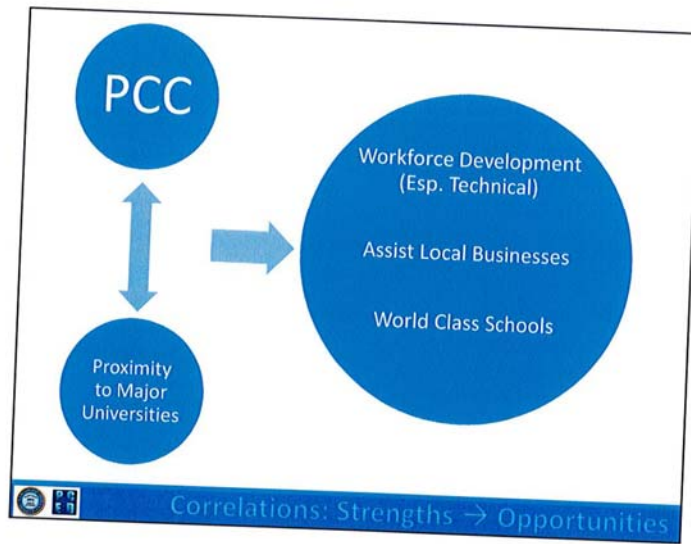 PCC
Workforce Development
(Esp. Technical)
Assist Local Businesses
World Class Schools
Proximity
to Major
Universities
P C
E D
Correlations: Strengths → Opportunities